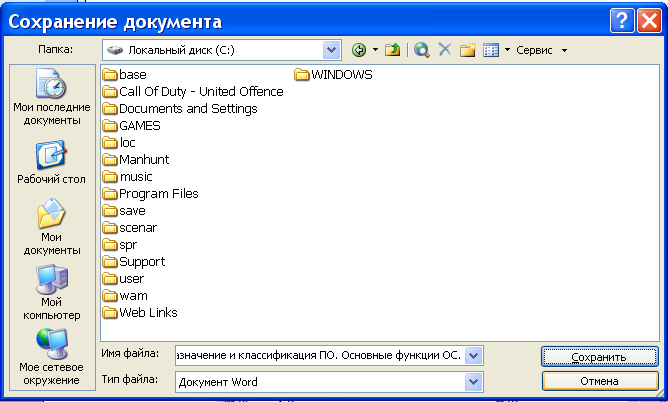 Сохранение документа
Папка: Локальный диск (C:) Сервис
Мои последние документы
Рабочий стол
Мои документы
Мой компьютер
Мое сетевое окружение
base
Call Of Duty - United Offence
Documents and Settings
GAMES
loc
Manhunt
music
Program Files
save
scenar
spr
Support
user
wam
Web Links
WINDOWS
Имя файла: азначение и классификация ПО. Основные функции ОС.
Сохранить
Тип файла: Документ Word
Отмена